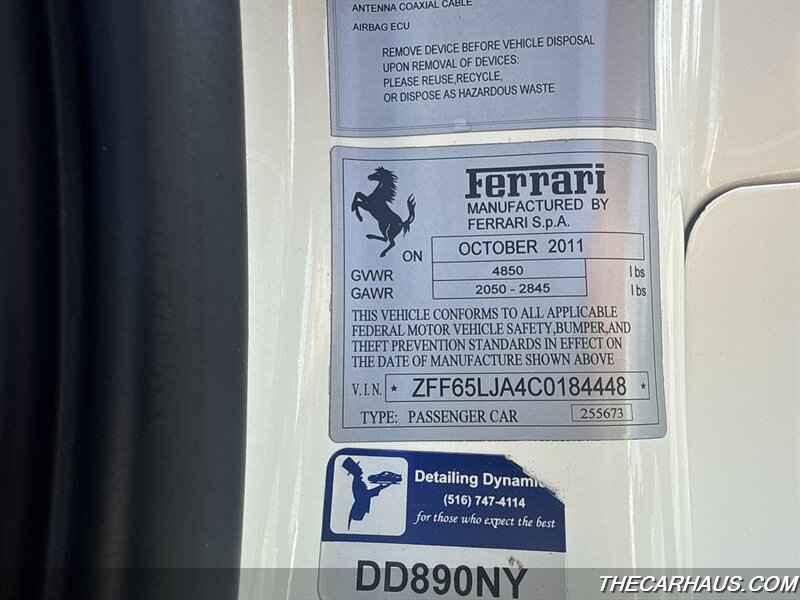 ANTENNA COAXIAL CABLE
AIRBAG ECU
REMOVE DEVICE BEFORE VEHICLE DISPOSAL
UPON REMOVAL OF DEVICES:
PLEASE REUSE,RECYCLE,
OR DISPOSE AS HAZARDOUS WASTE
Ferrari
MANUFACTURED BY
FERRARI S.p.A.
ON OCTOBER 2011
GVWR 4850 lbs
GAWR 2050 - 2845 lbs
THIS VEHICLE CONFORMS TO ALL APPLICABLE
FEDERAL MOTOR VEHICLE SAFETY,BUMPER,AND
THEFT PREVENTION STANDARDS IN EFFECT ON
THE DATE OF MANUFACTURE SHOWN ABOVE
V.I.N. * ZFF65LJA4C0184448 *
TYPE: PASSENGER CAR 255673
Detailing Dynami
(516) 747-4114
for those who expect the best
DD890NY
THECARHAUS.COM